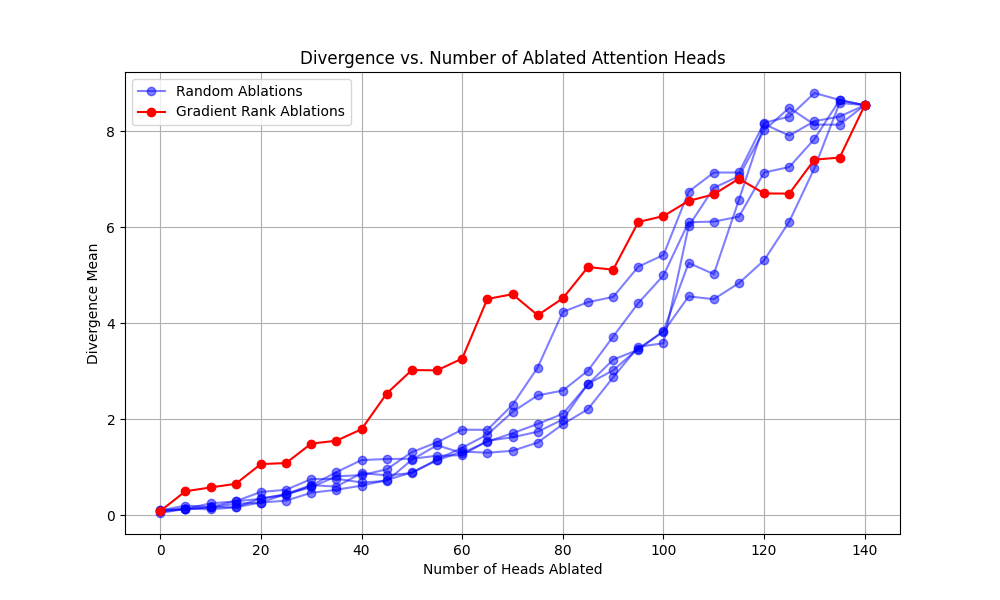 Divergence vs. Number of Ablated Attention Heads
Random Ablations
Gradient Rank Ablations
Divergence Mean
8
6
4
2
0
0 20 40 60 80 100 120 140
Number of Heads Ablated